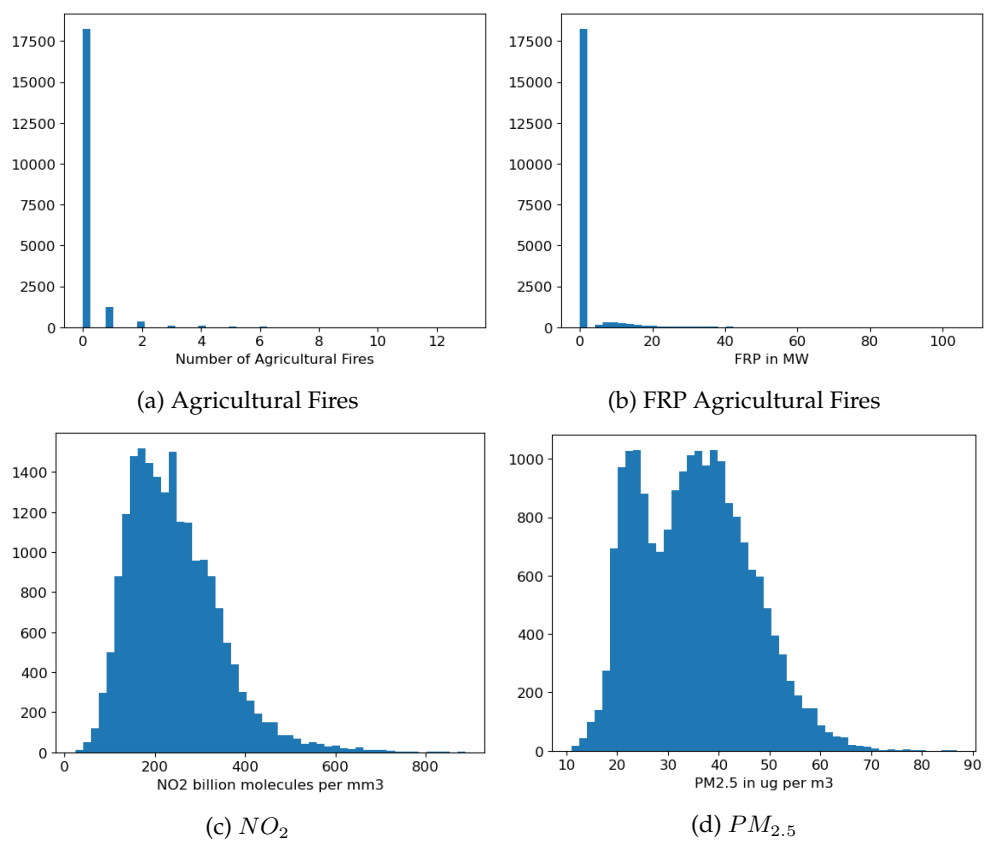 17500
15000
12500
10000
7500
5000
2500
0
0 2 4 6 8 10 12
Number of Agricultural Fires
(a) Agricultural Fires
17500
15000
12500
10000
7500
5000
2500
0
0 20 40 60 80 100
FRP in MW
(b) FRP Agricultural Fires
1400
1200
1000
800
600
400
200
0
0 200 400 600 800
NO2 billion molecules per mm3
(c) NO₂
1000
800
600
400
200
0
10 20 30 40 50 60 70 80 90
PM2.5 in ug per m3
(d) PM₂.₅